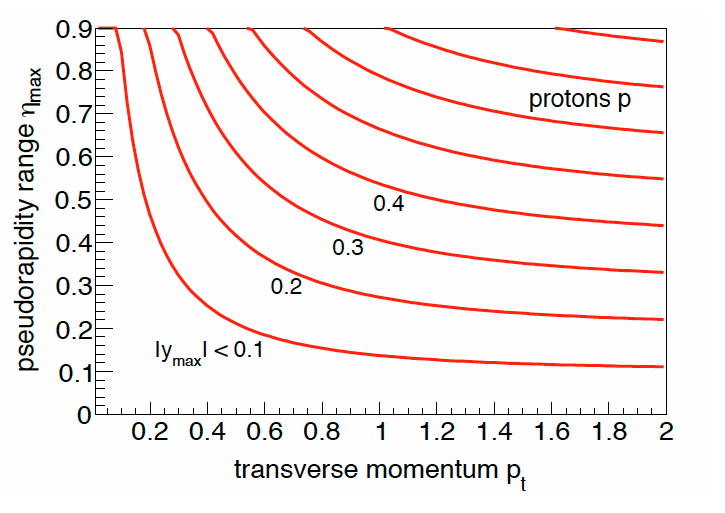 pseudorapidity range ηmax
0.9
0.8
0.7
0.6
0.5
0.4
0.3
0.2
0.1
0
protons p
0.4
0.3
0.2
|ymax| < 0.1
0.2 0.4 0.6 0.8 1 1.2 1.4 1.6 1.8 2
transverse momentum pt